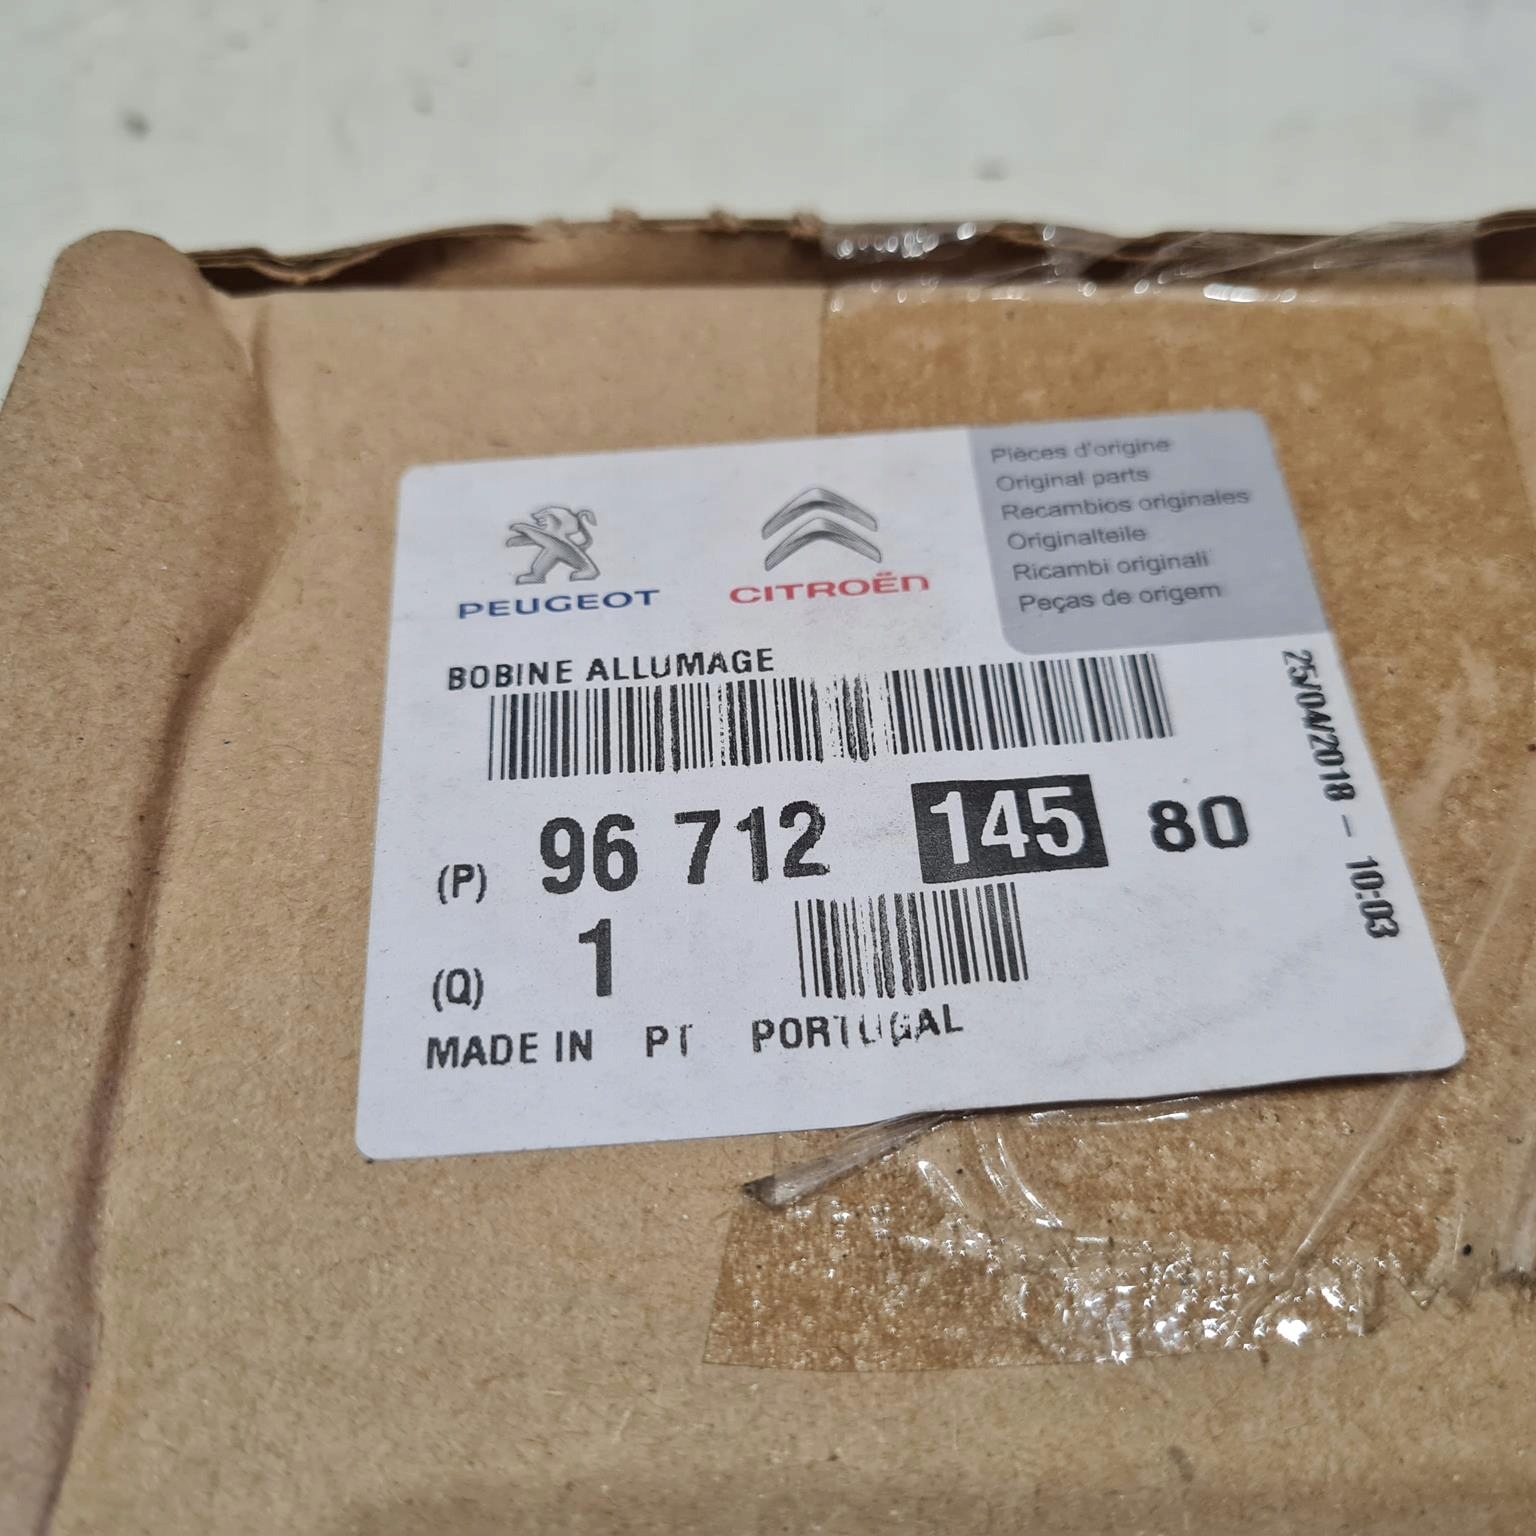 Pièces d'origine
Original parts
Recambios originales
Originalteile
Ricambi originali
Peças de origem
PEUGEOT
CITROËN
BOBINE ALLUMAGE
25/04/2018 - 10:03
(P) 96 712 145 80
(Q) 1
MADE IN PT PORTUGAL